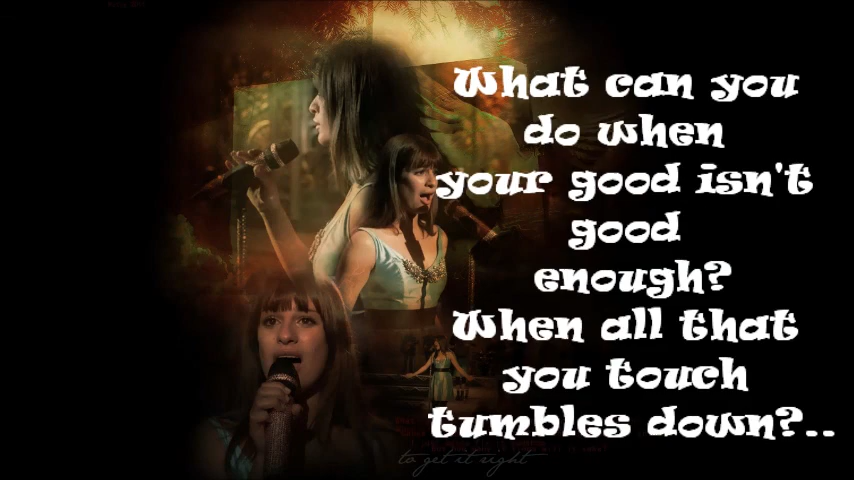 What can you
do when
your good isn't
good
enough?
When all that
you touch
tumbles down?..
to get it right